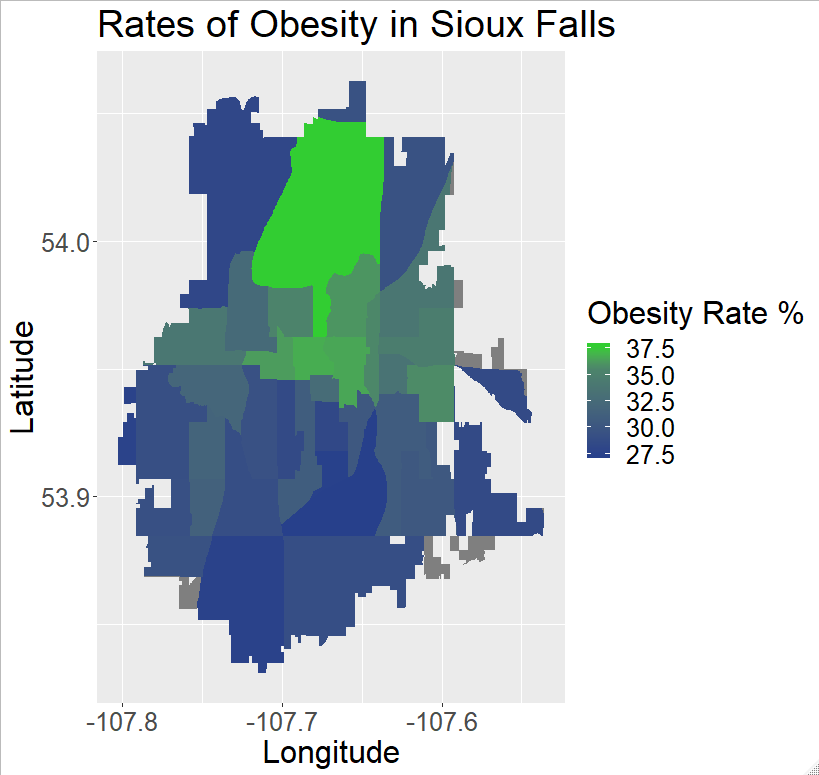 Rates of Obesity in Sioux Falls
54.0
53.9
Latitude
-107.8 -107.7 -107.6
Longitude
Obesity Rate %
37.5
35.0
32.5
30.0
27.5